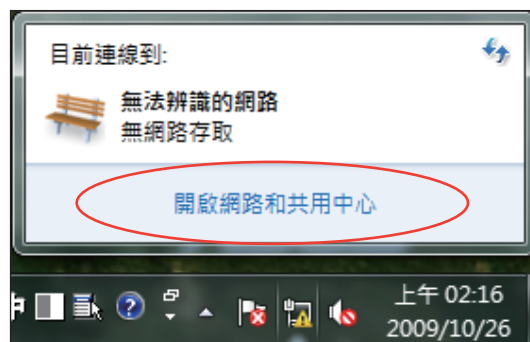 目前連線到:
無法辨識的網路
無網路存取
開啟網路和共用中心
上午 02:16
2009/10/26